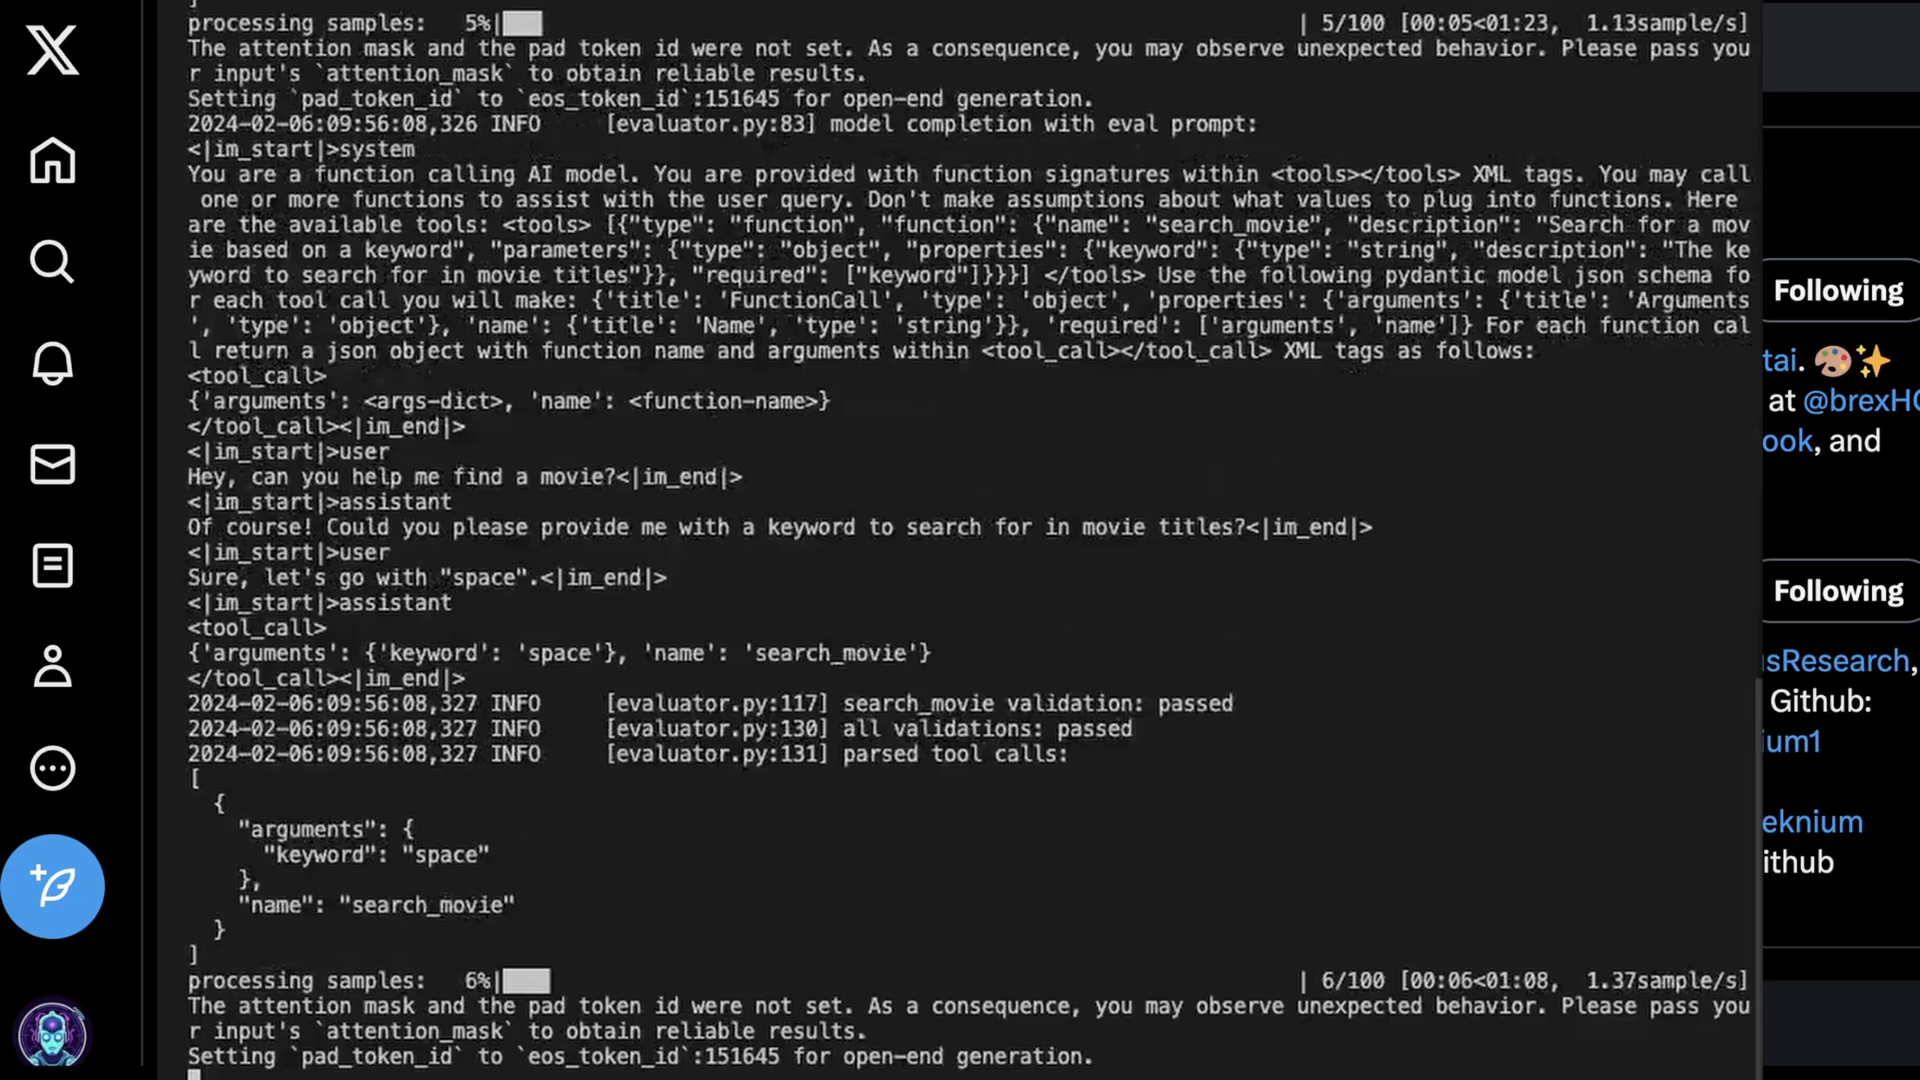 ]
processing samples:   5%| | 5/100 [00:05<01:23,  1.13sample/s]
The attention mask and the pad token id were not set. As a consequence, you may observe unexpected behavior. Please pass you
r input's `attention_mask` to obtain reliable results.
Setting `pad_token_id` to `eos_token_id`:151645 for open-end generation.
2024-02-06:09:56:08,326 INFO     [evaluator.py:83] model completion with eval prompt:
<|im_start|>system
You are a function calling AI model. You are provided with function signatures within <tools></tools> XML tags. You may call
 one or more functions to assist with the user query. Don't make assumptions about what values to plug into functions. Here
are the available tools: <tools> [{"type": "function", "function": {"name": "search_movie", "description": "Search for a mov
ie based on a keyword", "parameters": {"type": "object", "properties": {"keyword": {"type": "string", "description": "The ke
yword to search for in movie titles"}}, "required": ["keyword"]}}}] </tools> Use the following pydantic model json schema fo
r each tool call you will make: {'title': 'FunctionCall', 'type': 'object', 'properties': {'arguments': {'title': 'Arguments
', 'type': 'object'}, 'name': {'title': 'Name', 'type': 'string'}}, 'required': ['arguments', 'name']} For each function cal
l return a json object with function name and arguments within <tool_call></tool_call> XML tags as follows:
<tool_call>
{'arguments': <args-dict>, 'name': <function-name>}
</tool_call><|im_end|>
<|im_start|>user
Hey, can you help me find a movie?<|im_end|>
<|im_start|>assistant
Of course! Could you please provide me with a keyword to search for in movie titles?<|im_end|>
<|im_start|>user
Sure, let's go with "space".<|im_end|>
<|im_start|>assistant
<tool_call>
{'arguments': {'keyword': 'space'}, 'name': 'search_movie'}
</tool_call><|im_end|>
2024-02-06:09:56:08,327 INFO     [evaluator.py:117] search_movie validation: passed
2024-02-06:09:56:08,327 INFO     [evaluator.py:130] all validations: passed
2024-02-06:09:56:08,327 INFO     [evaluator.py:131] parsed tool calls:
[
  {
    "arguments": {
      "keyword": "space"
    },
    "name": "search_movie"
  }
]
processing samples:   6%| | 6/100 [00:06<01:08,  1.37sample/s]
The attention mask and the pad token id were not set. As a consequence, you may observe unexpected behavior. Please pass you
r input's `attention_mask` to obtain reliable results.
Setting `pad_token_id` to `eos_token_id`:151645 for open-end generation.
Following
tai. 🎨✨
at @brexHQ
ook, and
Following
sResearch,
Github:
ium1
eknium
ithub